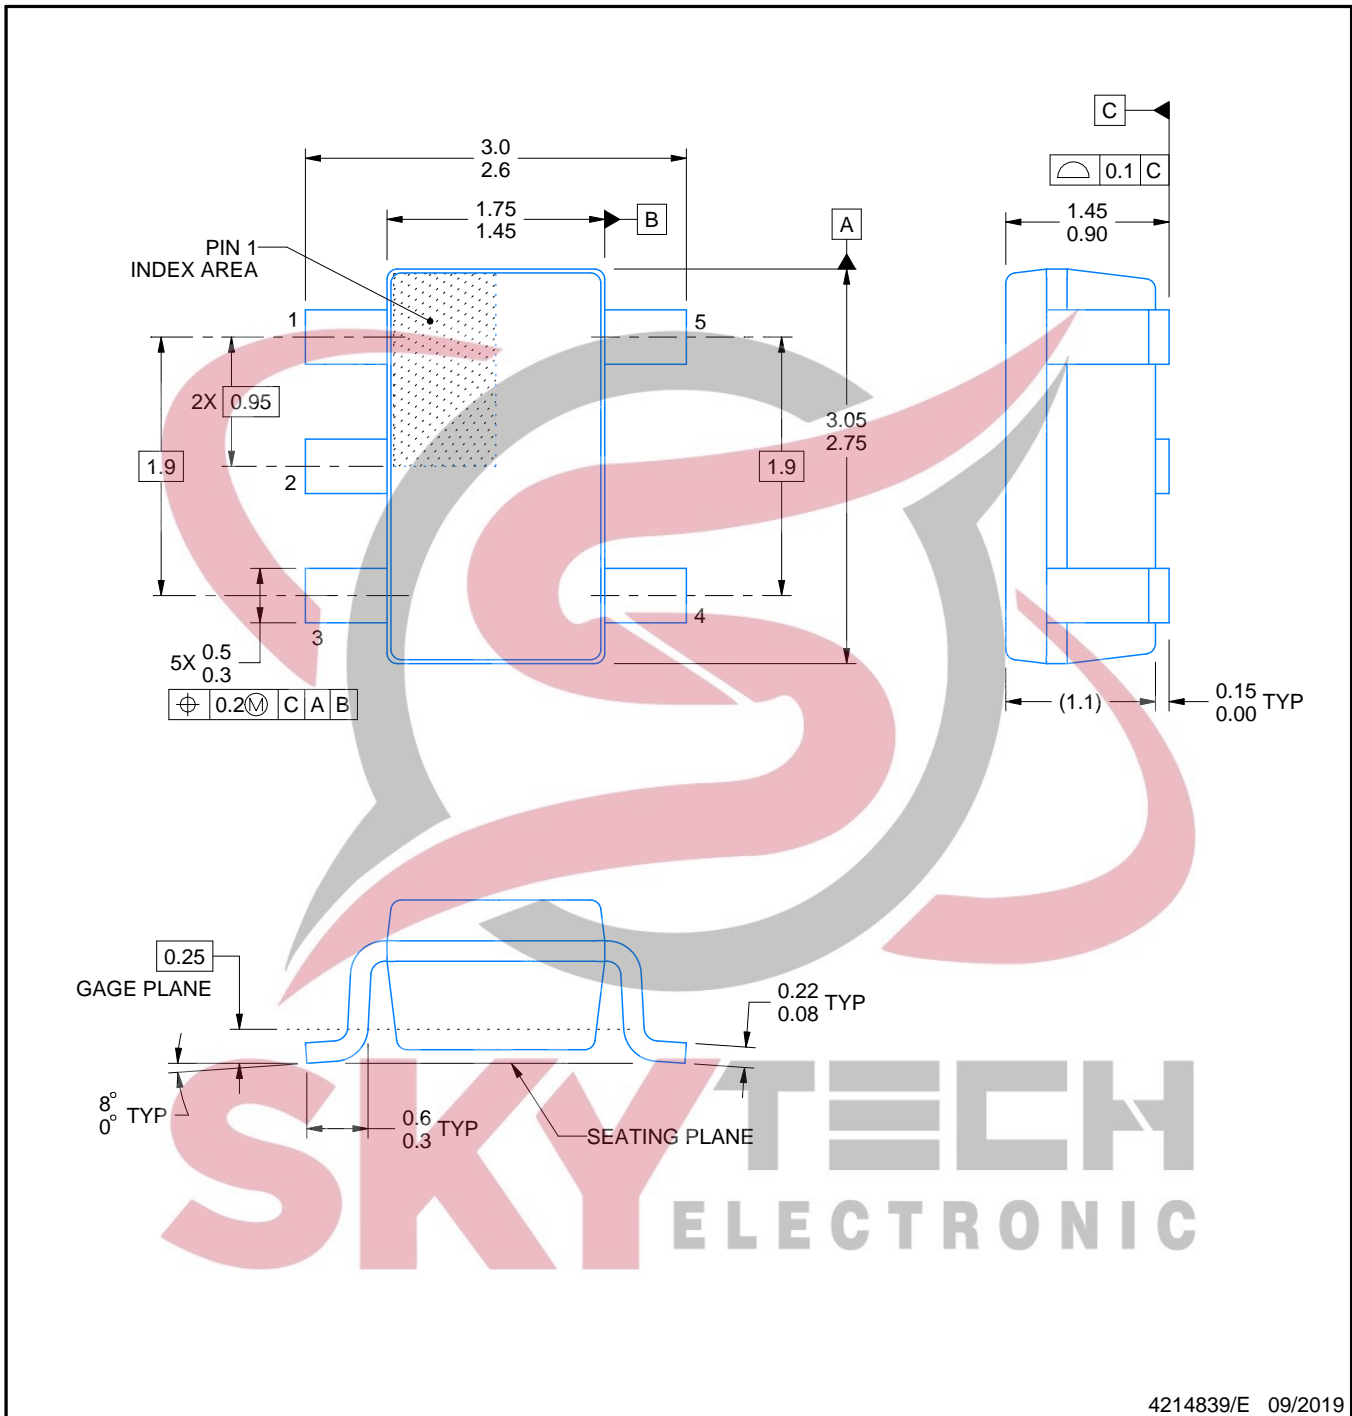 C
0.1 C
3.0
2.6
1.75
1.45
B
A
1.45
0.90
PIN 1
INDEX AREA
1
5
2X 0.95
3.05
2.75
1.9
1.9
2
3
4
5X 0.5
0.3
0.2Ⓜ C A B
(1.1)
0.15
0.00 TYP
0.25
GAGE PLANE
0.22
0.08 TYP
8°
0° TYP
0.6
0.3 TYP
SEATING PLANE
SKYTECH
ELECTRONIC
4214839/E 09/2019